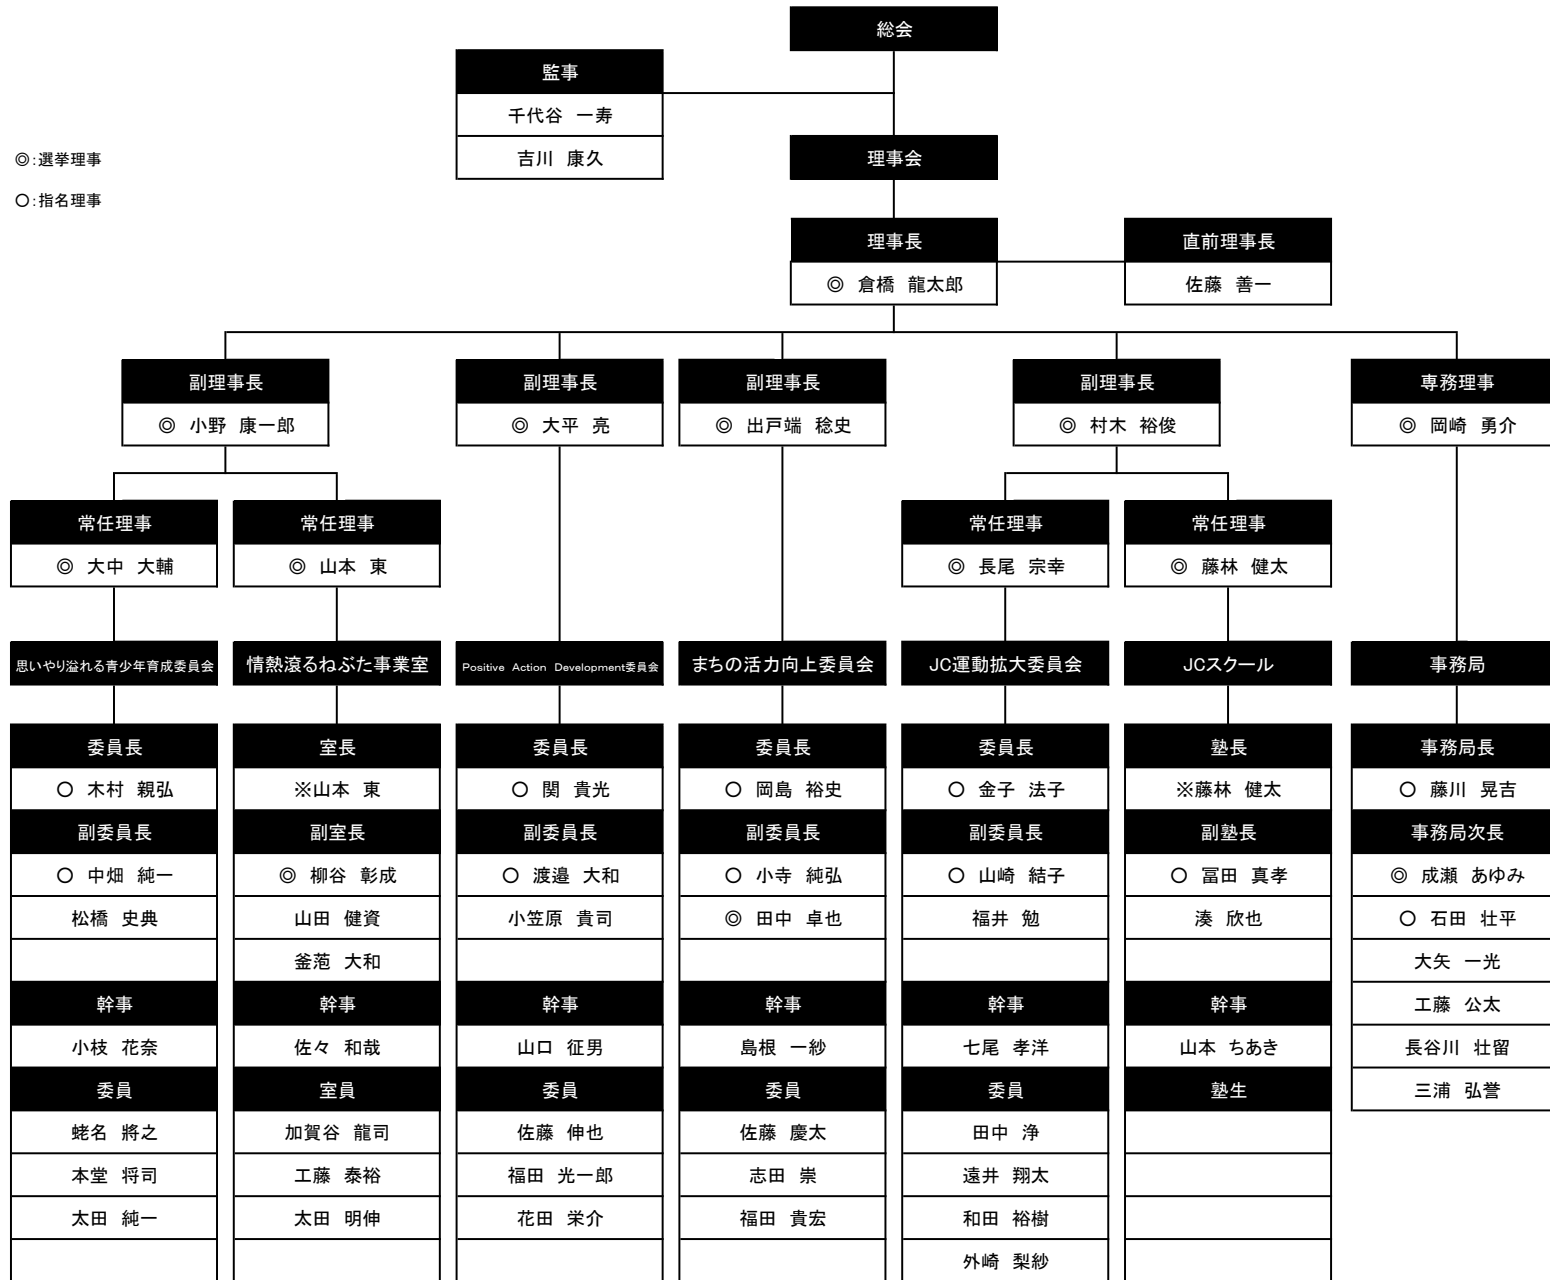 総会
監事
千代谷 一寿
吉川 康久
◎:選挙理事
○:指名理事
理事会
理事長
◎ 倉橋 龍太郎
直前理事長
佐藤 善一
副理事長
◎ 小野 康一郎
副理事長
◎ 大平 亮
副理事長
◎ 出戸端 稔史
副理事長
◎ 村木 裕俊
専務理事
◎ 岡崎 勇介
常任理事
◎ 大中 大輔
常任理事
◎ 山本 東
常任理事
◎ 長尾 宗幸
常任理事
◎ 藤林 健太
思いやり溢れる青少年育成委員会
委員長
○ 木村 親弘
副委員長
○ 中畑 純一
松橋 史典
幹事
小枝 花奈
委員
蛯名 將之
本堂 将司
太田 純一
情熱滾るねぶた事業室
室長
※山本 東
副室長
◎ 柳谷 彰成
山田 健資
釜萢 大和
幹事
佐々 和哉
室員
加賀谷 龍司
工藤 泰裕
太田 明伸
Positive Action Development委員会
委員長
○ 関 貴光
副委員長
○ 渡邉 大和
小笠原 貴司
幹事
山口 征男
委員
佐藤 伸也
福田 光一郎
花田 栄介
まちの活力向上委員会
委員長
○ 岡島 裕史
副委員長
○ 小寺 純弘
◎ 田中 卓也
幹事
島根 一紗
委員
佐藤 慶太
志田 崇
福田 貴宏
JC運動拡大委員会
委員長
○ 金子 法子
副委員長
○ 山崎 結子
福井 勉
幹事
七尾 孝洋
委員
田中 浄
遠井 翔太
和田 裕樹
外崎 梨紗
JCスクール
塾長
※藤林 健太
副塾長
○ 冨田 真孝
湊 欣也
幹事
山本 ちあき
塾生
事務局
事務局長
○ 藤川 晃吉
事務局次長
◎ 成瀬 あゆみ
○ 石田 壮平
大矢 一光
工藤 公太
長谷川 壮留
三浦 弘誉